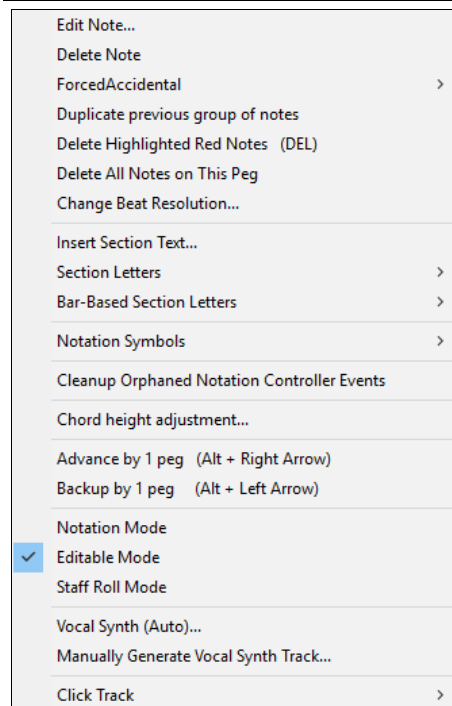 Edit Note...
Delete Note
ForcedAccidental
Duplicate previous group of notes
Delete Highlighted Red Notes (DEL)
Delete All Notes on This Peg
Change Beat Resolution...
Insert Section Text...
Section Letters
Bar-Based Section Letters
Notation Symbols
Cleanup Orphaned Notation Controller Events
Chord height adjustment...
Advance by 1 peg (Alt + Right Arrow)
Backup by 1 peg (Alt + Left Arrow)
Notation Mode
Editable Mode
Staff Roll Mode
Vocal Synth (Auto)...
Manually Generate Vocal Synth Track...
Click Track